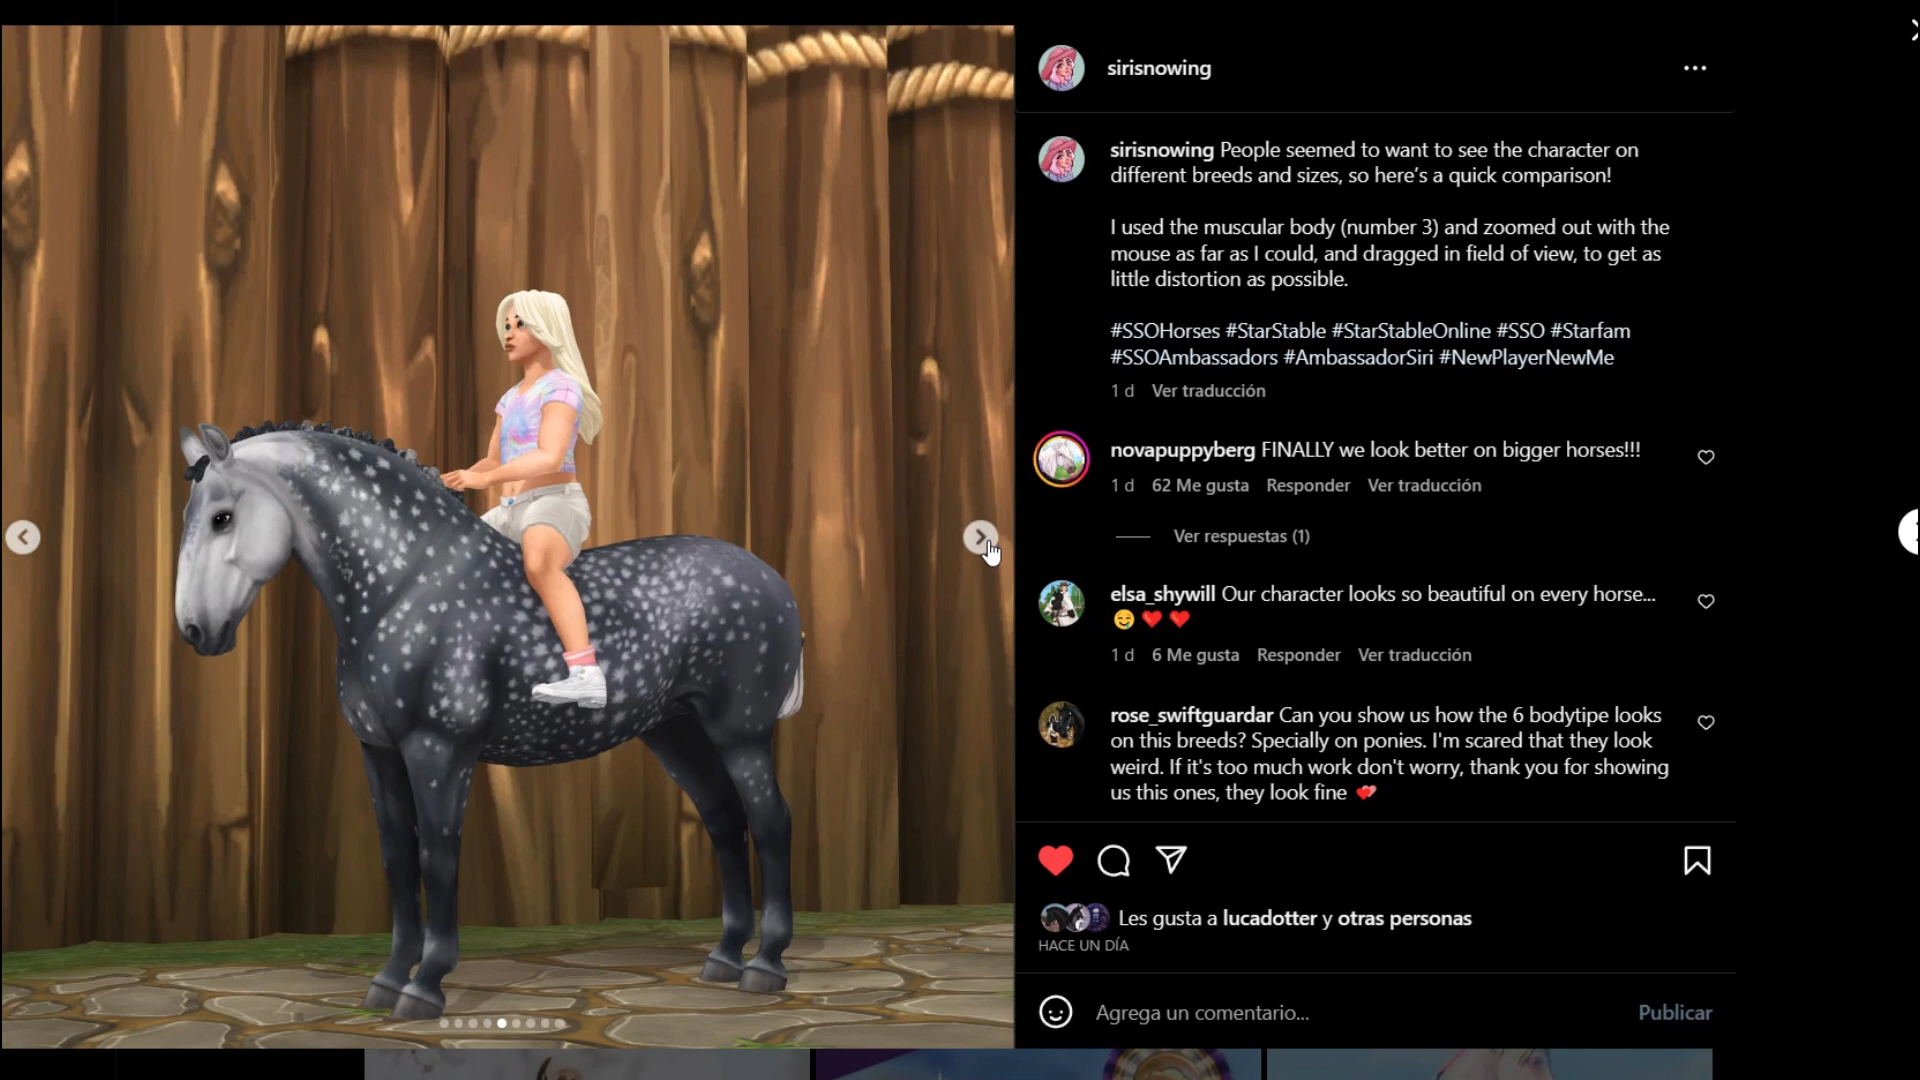 sirisnowing
sirisnowing People seemed to want to see the character on
different breeds and sizes, so here's a quick comparison!
I used the muscular body (number 3) and zoomed out with the
mouse as far as I could, and dragged in field of view, to get as
little distortion as possible.
#SSOHorses #StarStable #StarStableOnline #SSO #Starfam
#SSOAmbassadors #AmbassadorSiri #NewPlayerNewMe
1 d Ver traducción
novapuppyberg FINALLY we look better on bigger horses!!!
1 d 62 Me gusta Responder Ver traducción
Ver respuestas (1)
elsa_shywill Our character looks so beautiful on every horse...
😊 ❤️ ❤️
1 d 6 Me gusta Responder Ver traducción
rose_swiftguardar Can you show us how the 6 bodytipe looks
on this breeds? Specially on ponies. I'm scared that they look
weird. If it's too much work don't worry, thank you for showing
us this ones, they look fine 💕
Les gusta a lucadotter y otras personas
HACE UN DÍA
Agrega un comentario...
Publicar